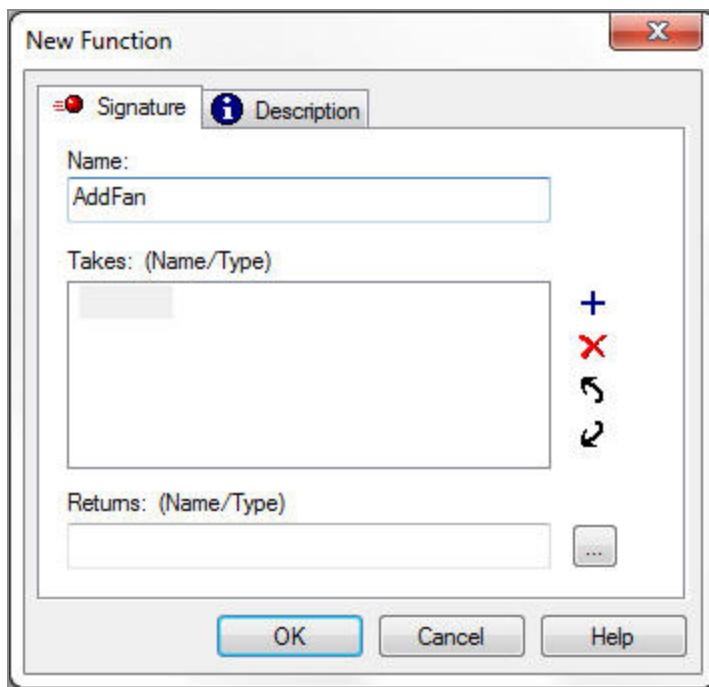 New Function
Signature
Description
Name:
AddFan
Takes: (Name/Type)
Returns: (Name/Type)
...
OK
Cancel
Help